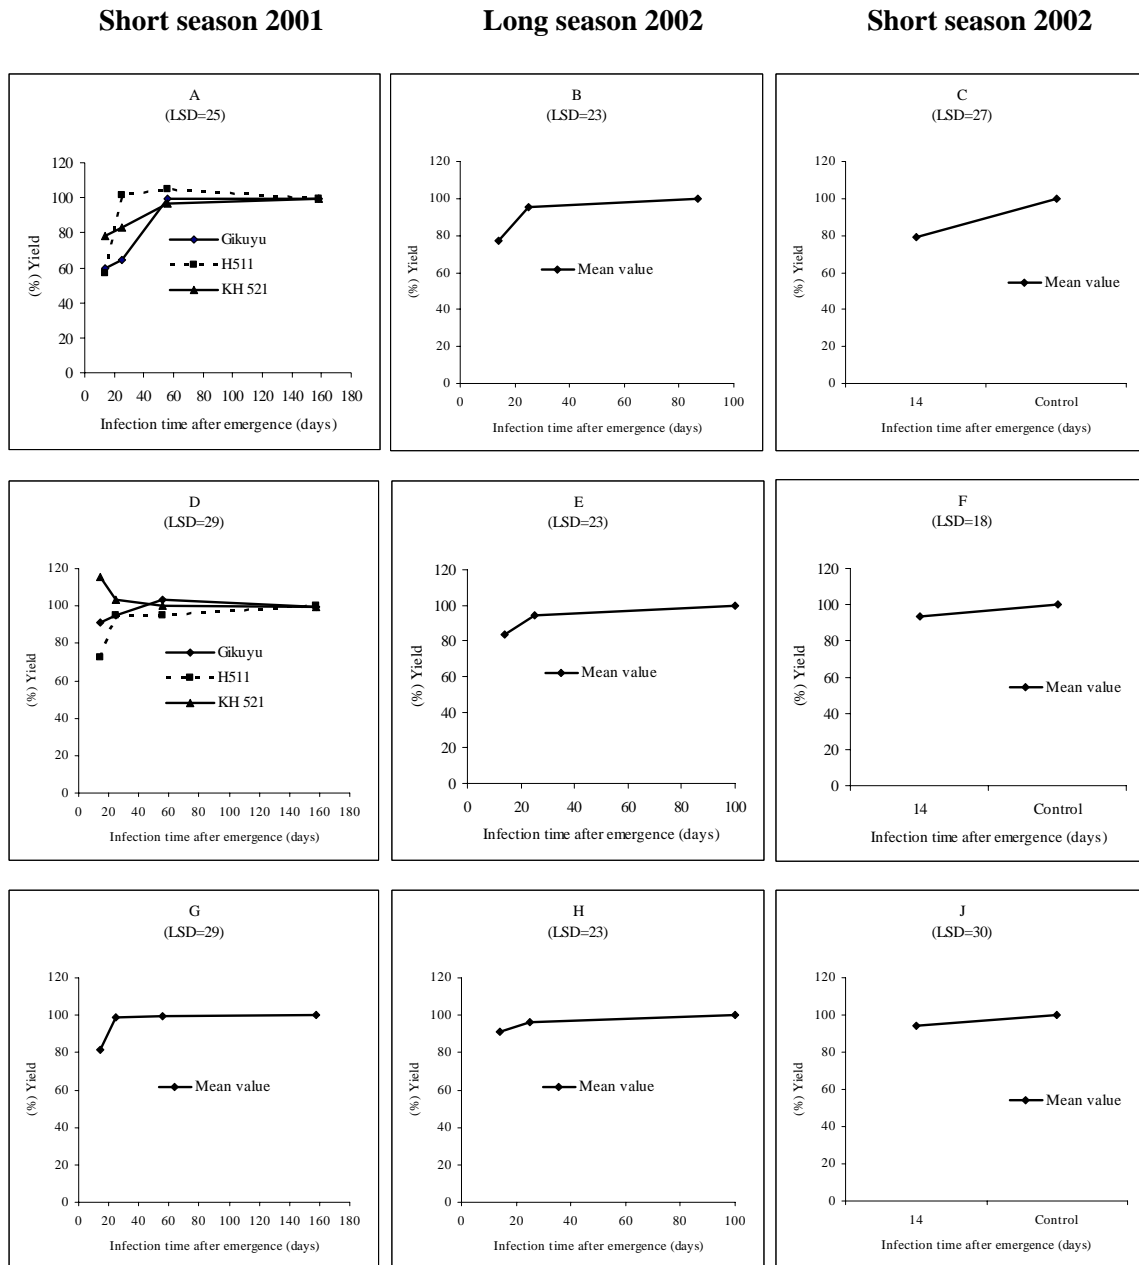 Short season 2001
Long season 2002
Short season 2002
A
(LSD=25)
(%) Yield
120
100
80
60
40
20
0
Gikuyu
H511
KH 521
0 20 40 60 80 100 120 140 160 180
Infection time after emergence (days)
B
(LSD=23)
(%) Yield
120
100
80
60
40
20
0
Mean value
0 20 40 60 80 100
Infection time after emergence (days)
C
(LSD=27)
(%) Yield
120
100
80
60
40
20
0
Mean value
14 Control
Infection time after emergence (days)
D
(LSD=29)
(%) Yield
120
100
80
60
40
20
0
Gikuyu
H511
KH 521
0 20 40 60 80 100 120 140 160 180
Infection time after emergence (days)
E
(LSD=23)
(%) Yield
120
100
80
60
40
20
0
Mean value
0 20 40 60 80 100
Infection time after emergence (days)
F
(LSD=18)
(%) Yield
120
100
80
60
40
20
0
Mean value
14 Control
Infection time after emergence (days)
G
(LSD=29)
(%) Yield
120
100
80
60
40
20
0
Mean value
0 20 40 60 80 100 120 140 160 180
Infection time after emergence (days)
H
(LSD=23)
(%) Yield
120
100
80
60
40
20
0
Mean value
0 20 40 60 80 100
Infection time after emergence (days)
J
(LSD=30)
(%) Yield
120
100
80
60
40
20
0
Mean value
14 Control
Infection time after emergence (days)